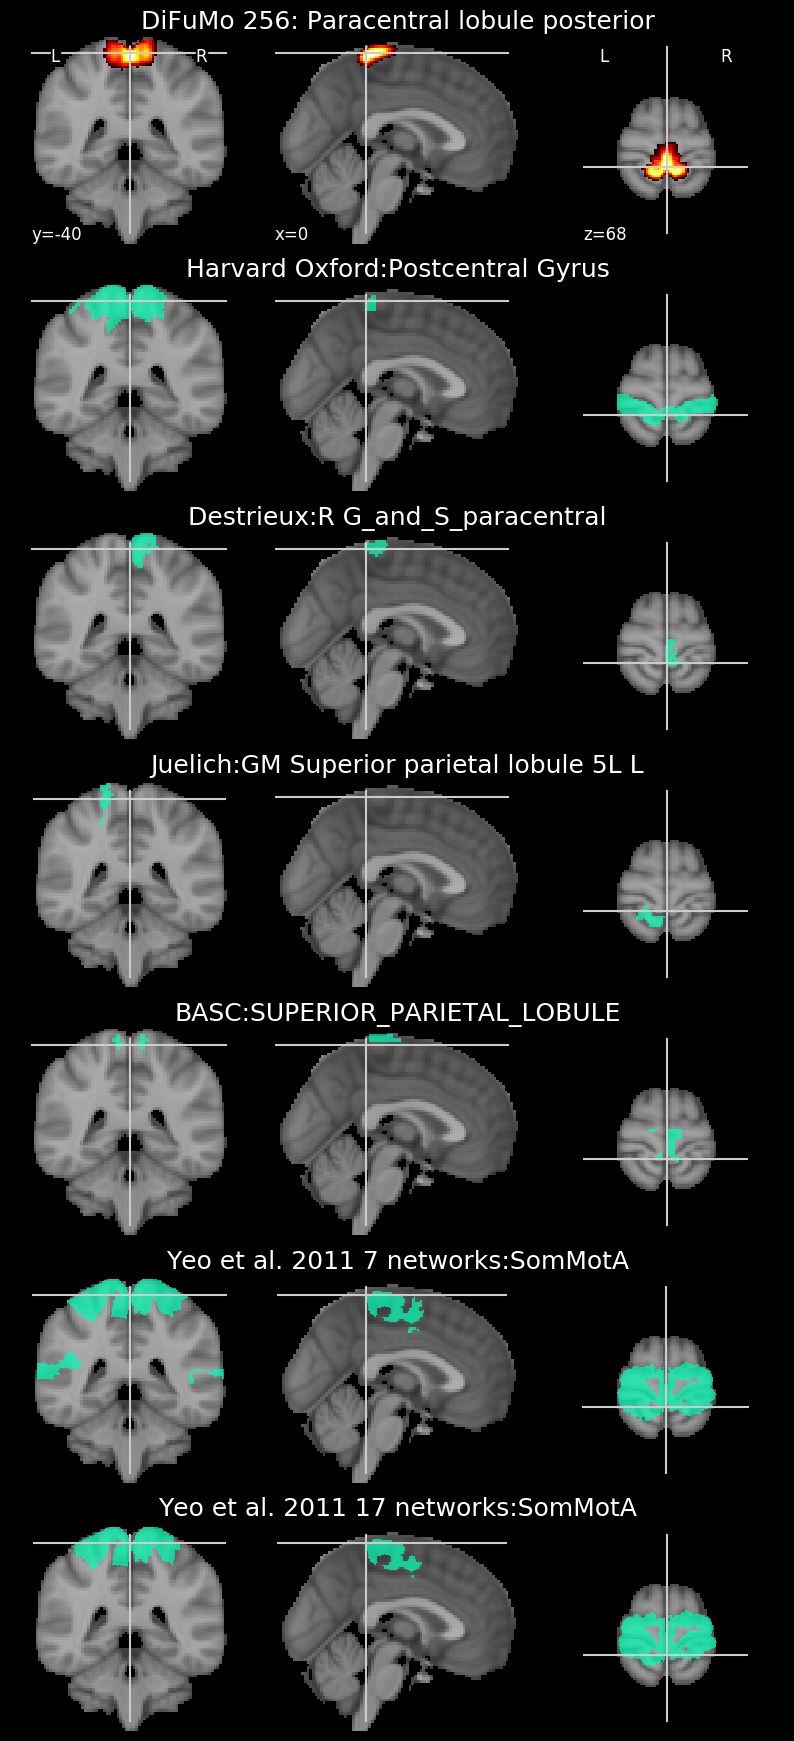 DiFuMo 256: Paracentral lobule posterior
L R L R
y=-40 x=0 z=68
Harvard Oxford:Postcentral Gyrus
Destrieux:R G_and_S_paracentral
Juelich:GM Superior parietal lobule 5L L
BASC:SUPERIOR_PARIETAL_LOBULE
Yeo et al. 2011 7 networks:SomMotA
Yeo et al. 2011 17 networks:SomMotA